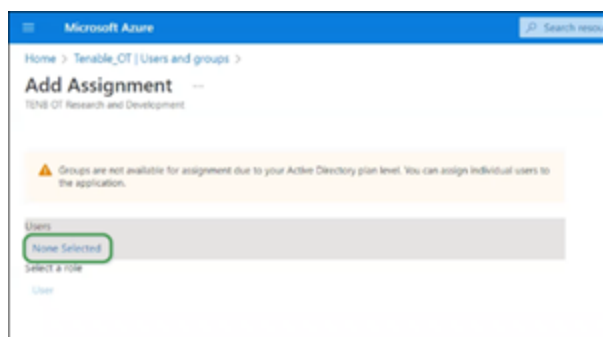 Microsoft Azure
Search resou
Home > Tenable_OT | Users and groups >
Add Assignment ...
TENB OT Research and Development
Groups are not available for assignment due to your Active Directory plan level. You can assign individual users to
the application.
Users
None Selected
Select a role
User